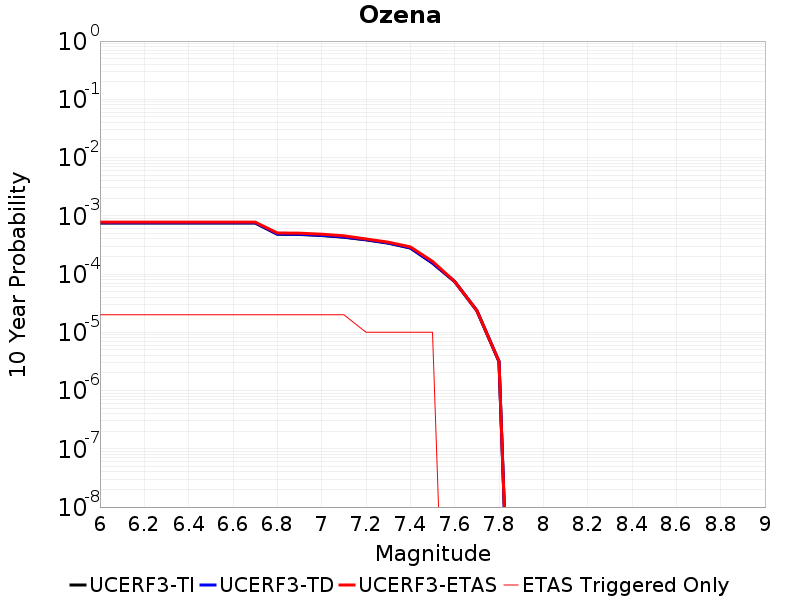 Ozena
10 Year Probability
10^0
10^-1
10^-2
10^-3
10^-4
10^-5
10^-6
10^-7
10^-8
6 6.2 6.4 6.6 6.8 7 7.2 7.4 7.6 7.8 8 8.2 8.4 8.6 8.8 9
Magnitude
UCERF3-TI UCERF3-TD UCERF3-ETAS ETAS Triggered Only